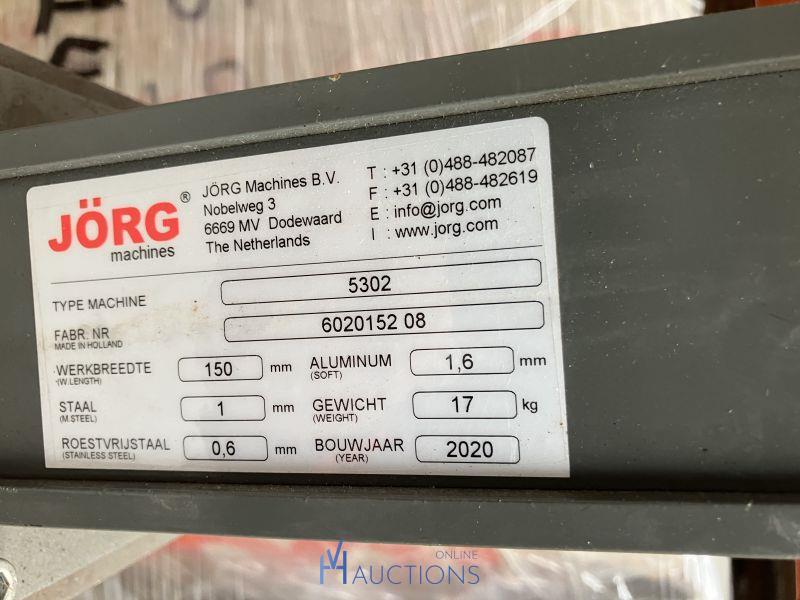 JÖRG®
machines
JÖRG Machines B.V.
Nobelweg 3
6669 MV Dodewaard
The Netherlands
T : +31 (0)488-482087
F : +31 (0)488-482619
E : info@jorg.com
I : www.jorg.com
TYPE MACHINE 5302
FABR. NR 6020152 08
MADE IN HOLLAND
WERKBREEDTE 150 mm ALUMINUM 1,6 mm
(W.LENGTH) (SOFT)
STAAL 1 mm GEWICHT 17 kg
(M.STEEL) (WEIGHT)
ROESTVRIJSTAAL 0,6 mm BOUWJAAR 2020
(STAINLESS STEEL) (YEAR)
VH ONLINE
AUCTIONS